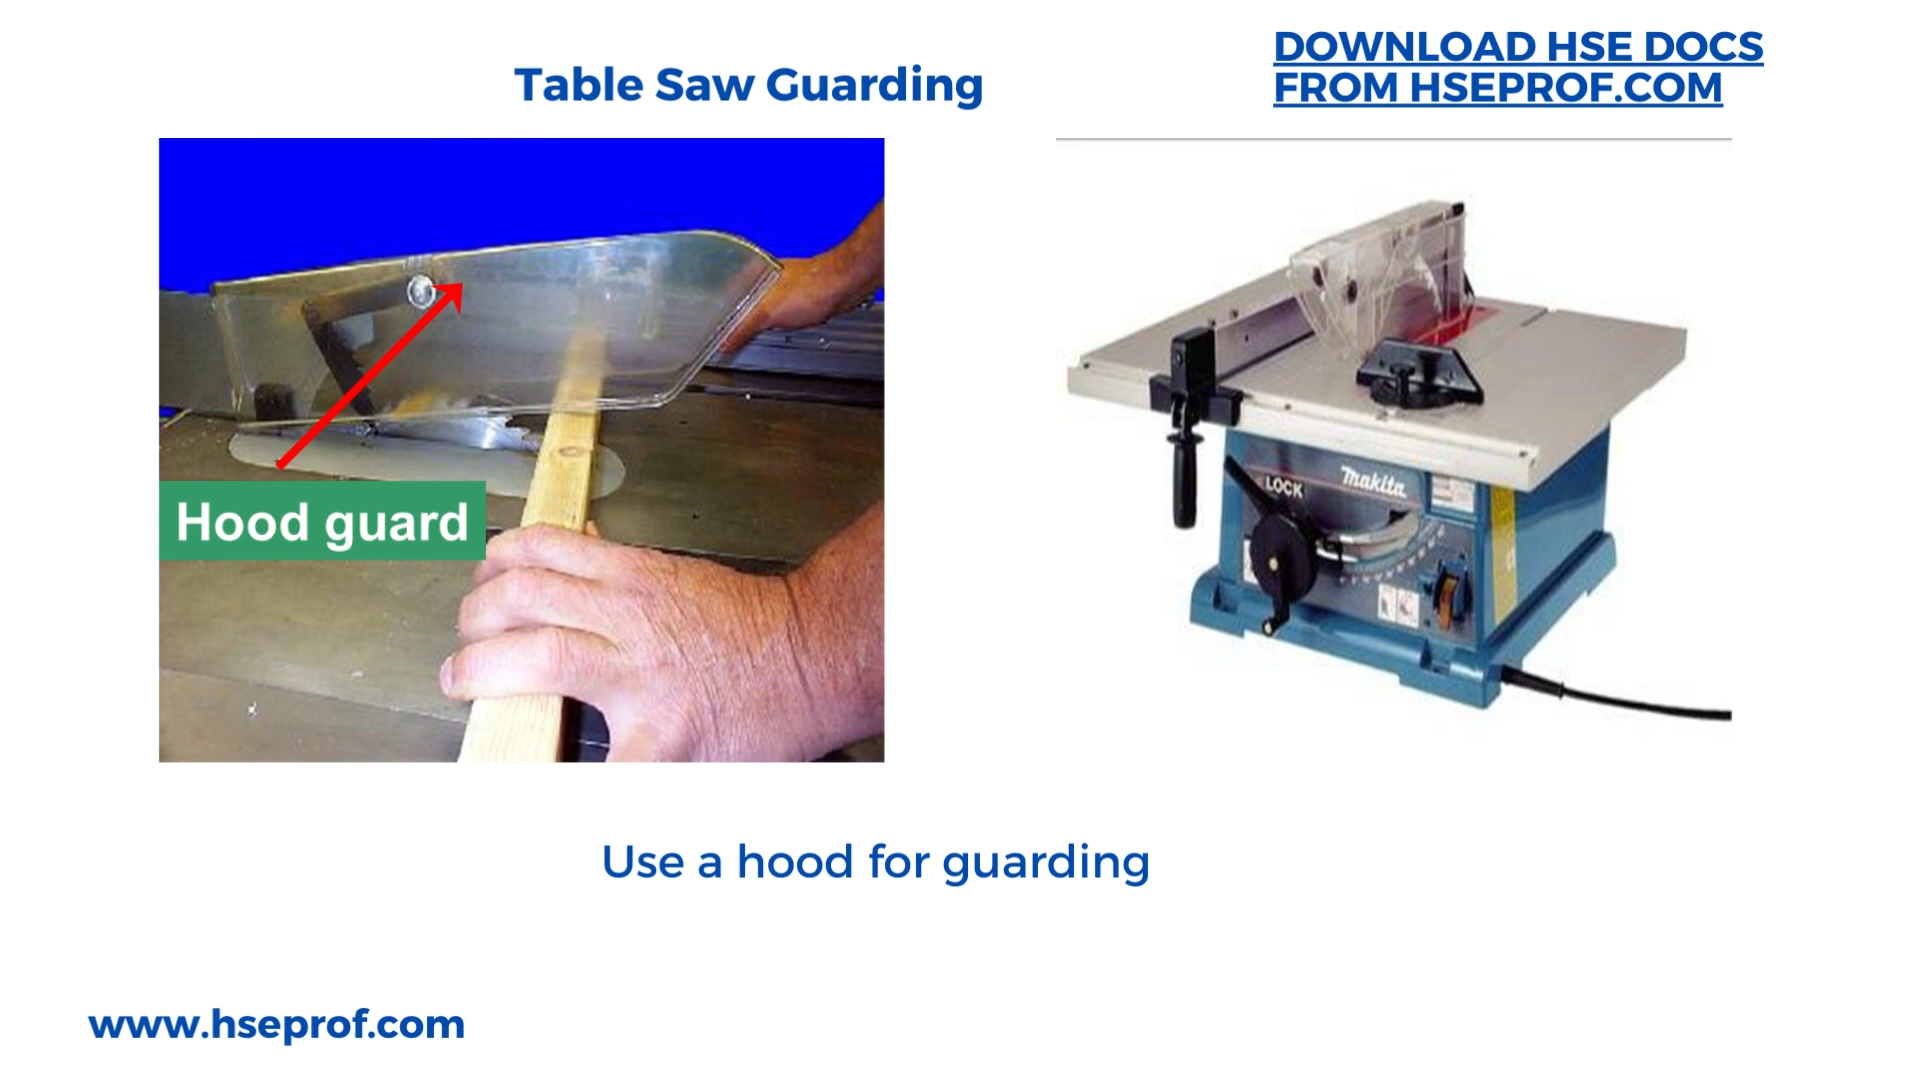 Table Saw Guarding
DOWNLOAD HSE DOCS
FROM HSEPROF.COM
Hood guard
LOCK
makita
Use a hood for guarding
www.hseprof.com